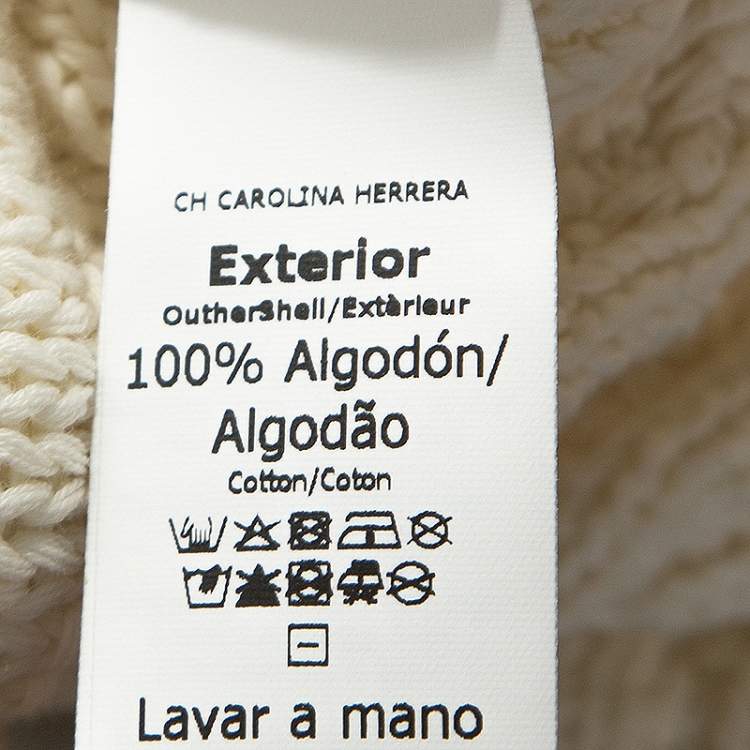 CH CAROLINA HERRERA
Exterior
OutherShell/Extèrieur
100% Algodón/
Algodão
Cotton/Coton
Lavar a mano